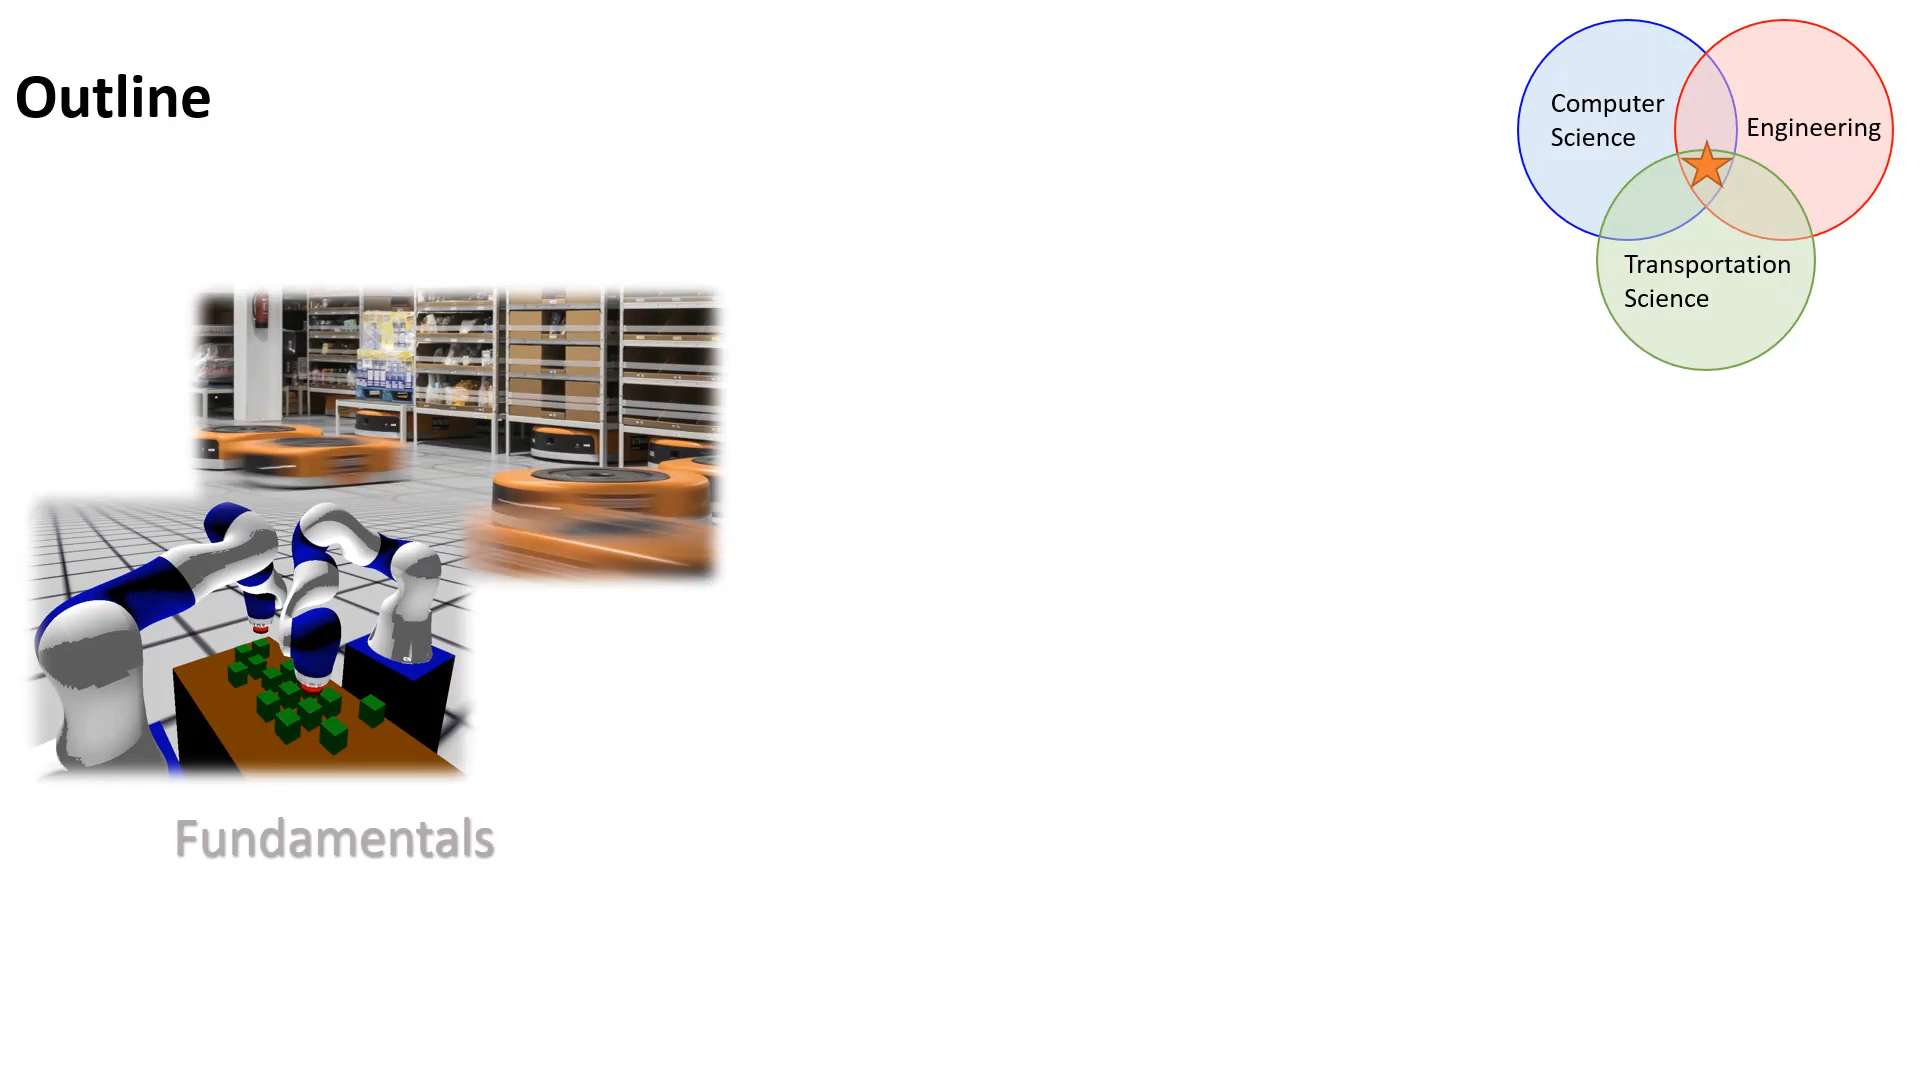 Outline
Computer
Science
Engineering
Transportation
Science
Fundamentals